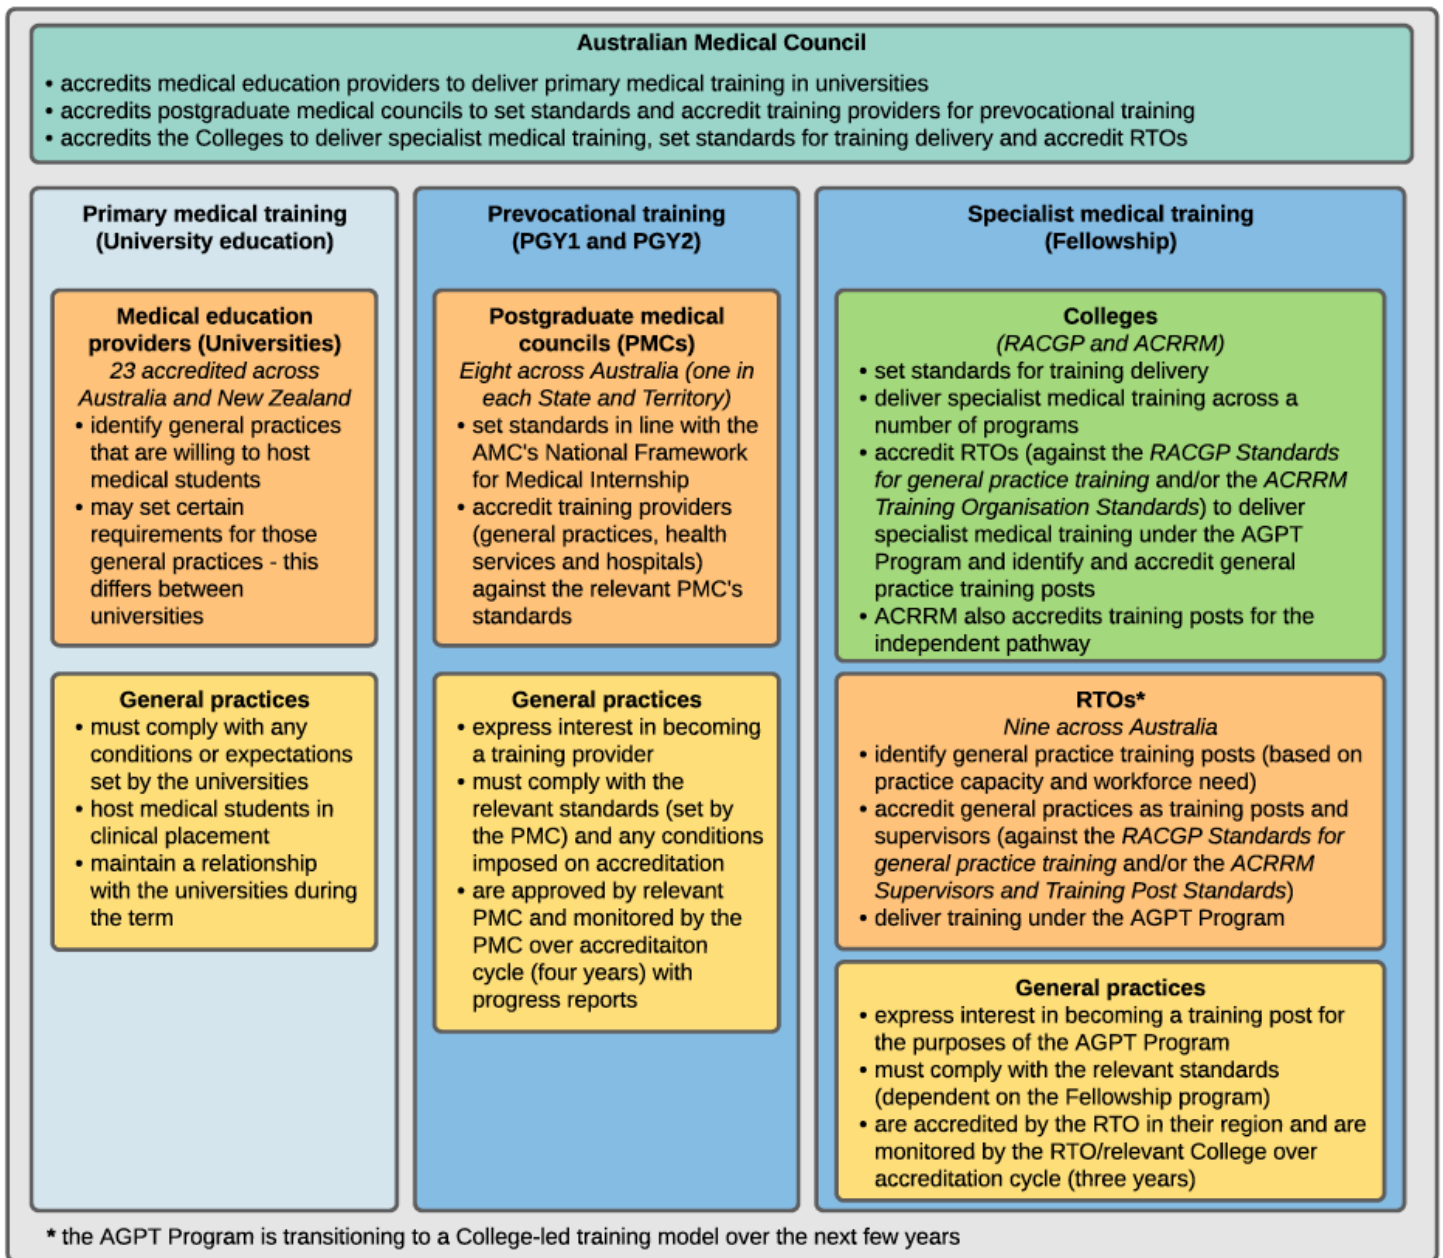 Australian Medical Council
• accredits medical education providers to deliver primary medical training in universities
• accredits postgraduate medical councils to set standards and accredit training providers for prevocational training
• accredits the Colleges to deliver specialist medical training, set standards for training delivery and accredit RTOs
Primary medical training
(University education)
Medical education
providers (Universities)
23 accredited across
Australia and New Zealand
• identify general practices
that are willing to host
medical students
• may set certain
requirements for those
general practices - this
differs between
universities
General practices
• must comply with any
conditions or expectations
set by the universities
• host medical students in
clinical placement
• maintain a relationship
with the universities during
the term
Prevocational training
(PGY1 and PGY2)
Postgraduate medical
councils (PMCs)
Eight across Australia (one in
each State and Territory)
• set standards in line with the
AMC's National Framework
for Medical Internship
• accredit training providers
(general practices, health
services and hospitals)
against the relevant PMC's
standards
General practices
• express interest in becoming
a training provider
• must comply with the
relevant standards (set by
the PMC) and any conditions
imposed on accreditation
• are approved by relevant
PMC and monitored by the
PMC over accreditaiton
cycle (four years) with
progress reports
Specialist medical training
(Fellowship)
Colleges
(RACGP and ACRRM)
• set standards for training delivery
• deliver specialist medical training across a
number of programs
• accredit RTOs (against the RACGP Standards
for general practice training and/or the ACRRM
Training Organisation Standards) to deliver
specialist medical training under the AGPT
Program and identify and accredit general
practice training posts
• ACRRM also accredits training posts for the
independent pathway
RTOs*
Nine across Australia
• identify general practice training posts (based on
practice capacity and workforce need)
• accredit general practices as training posts and
supervisors (against the RACGP Standards for
general practice training and/or the ACRRM
Supervisors and Training Post Standards)
• deliver training under the AGPT Program
General practices
• express interest in becoming a training post for
the purposes of the AGPT Program
• must comply with the relevant standards
(dependent on the Fellowship program)
• are accredited by the RTO in their region and are
monitored by the RTO/relevant College over
accreditation cycle (three years)
* the AGPT Program is transitioning to a College-led training model over the next few years